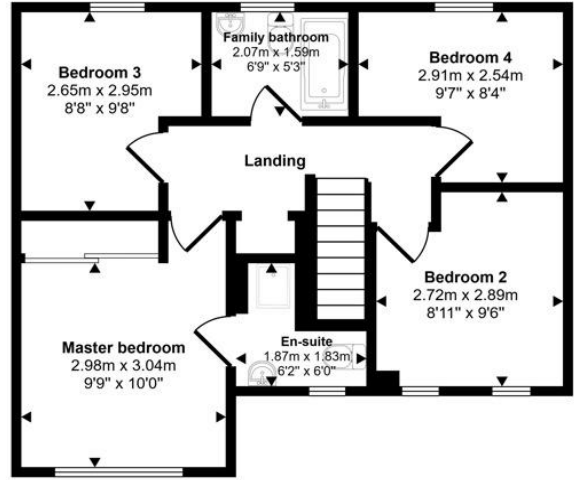 Family bathroom
2.07m x 1.59m
6'9" x 5'3"
Bedroom 3
2.65m x 2.95m
8'8" x 9'8"
Bedroom 4
2.91m x 2.54m
9'7" x 8'4"
Landing
Bedroom 2
2.72m x 2.89m
8'11" x 9'6"
Master bedroom
2.98m x 3.04m
9'9" x 10'0"
En-suite
1.87m x 1.83m
6'2" x 6'0"